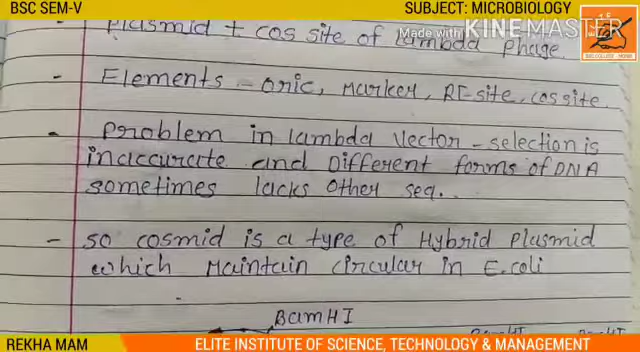 BSC SEM-V
SUBJECT: MICROBIOLOGY
Made with KINEMASTER
Plasmid + cos site of lambda phage.
- Elements - oric, Marker, RE-site, cos site
- Problem in lambda vector - selection is
inaccurate and Different forms of DNA
sometimes lacks other seq..
- so cosmid is a type of Hybrid plasmid
which Maintain circular in E.coli
BamHI
REKHA MAM
ELITE INSTITUTE OF SCIENCE, TECHNOLOGY & MANAGEMENT